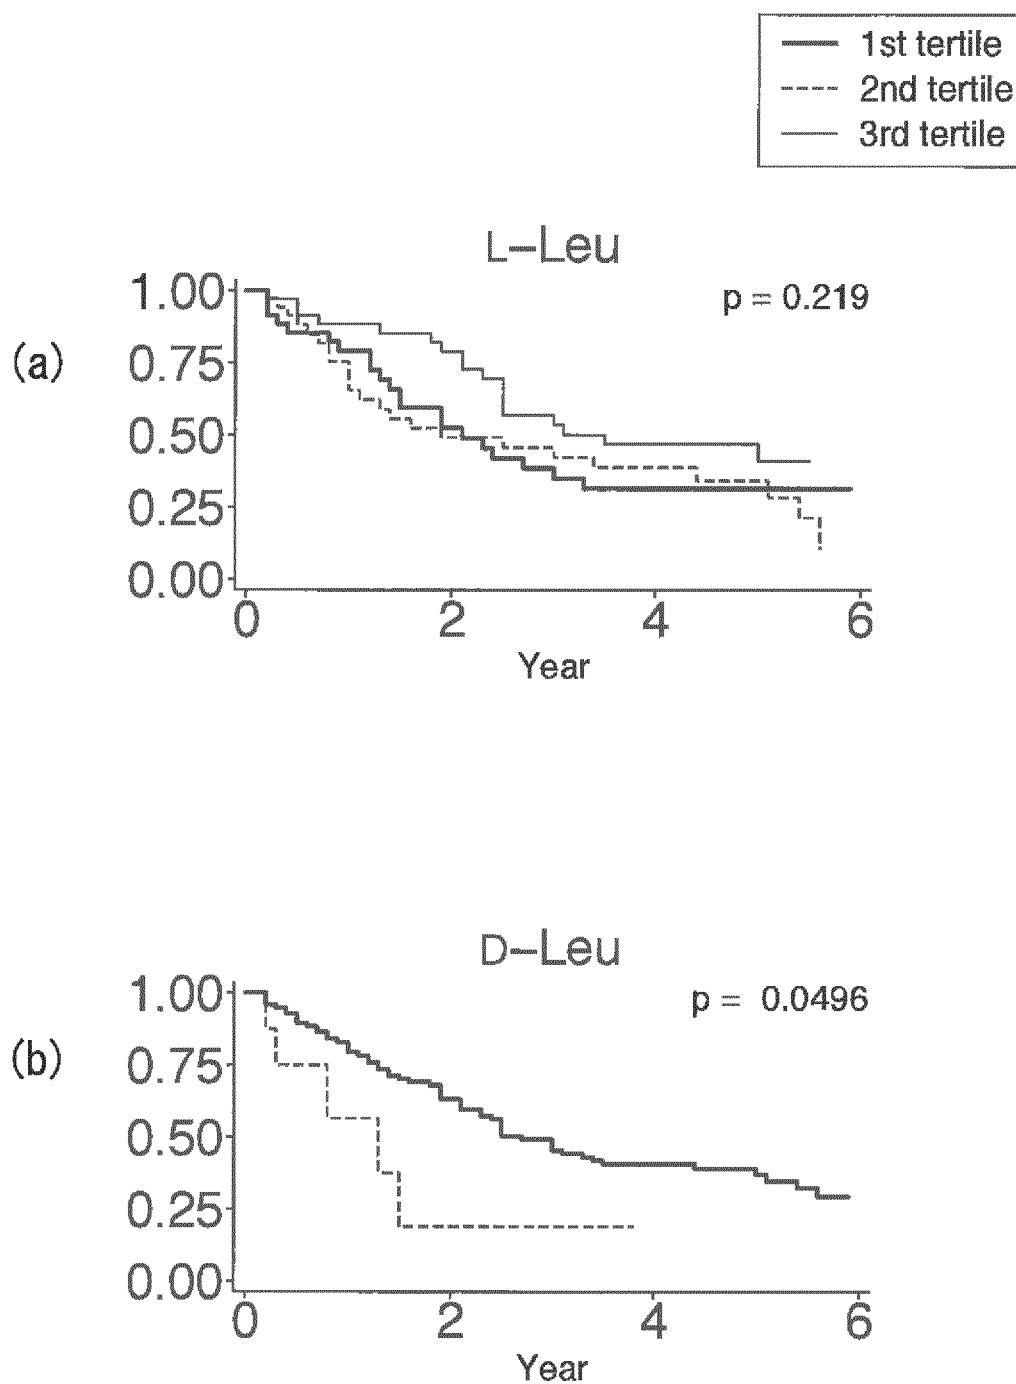 1st tertile
2nd tertile
3rd tertile
L-Leu
p = 0.219
(a)
1.00
0.75
0.50
0.25
0.00
0 2 4 6
Year
D-Leu
p = 0.0496
(b)
1.00
0.75
0.50
0.25
0.00
0 2 4 6
Year